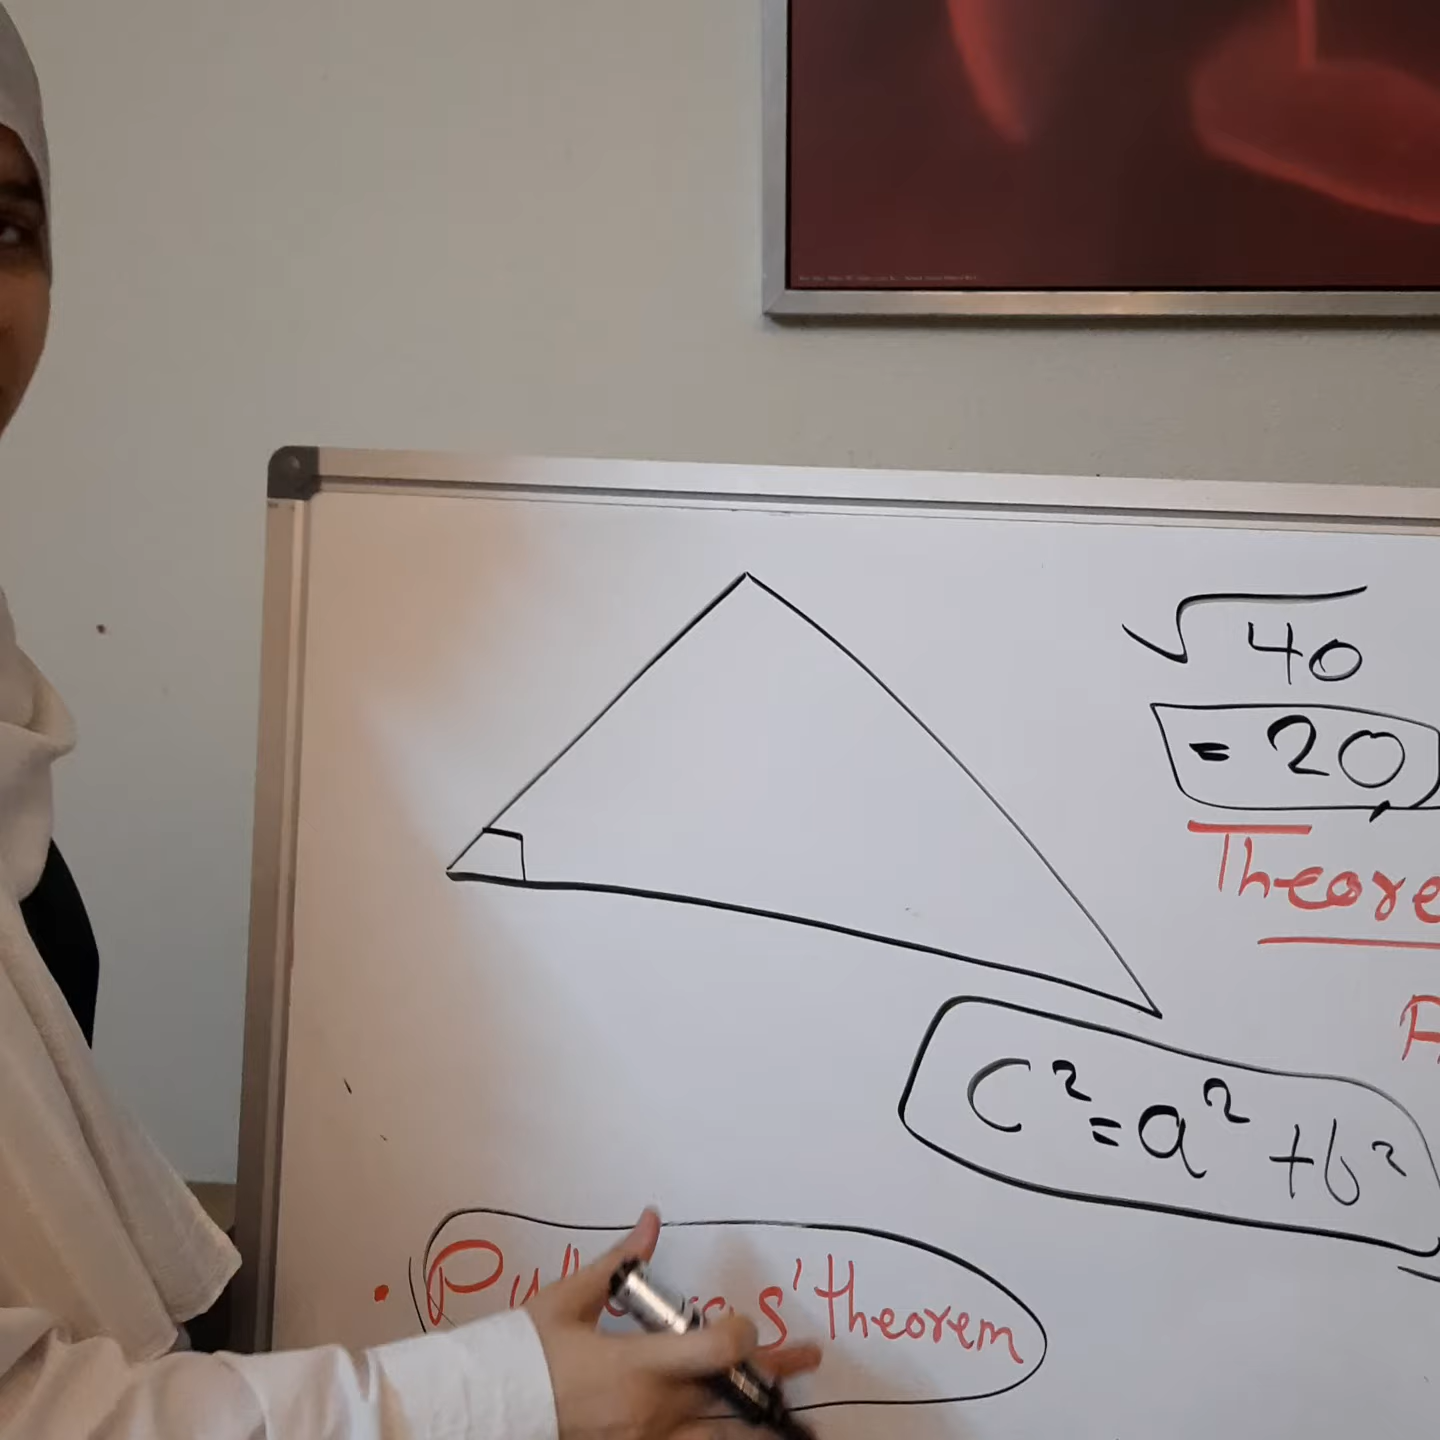 √40
= 20
Theore
c² = a² + b²
s' theorem